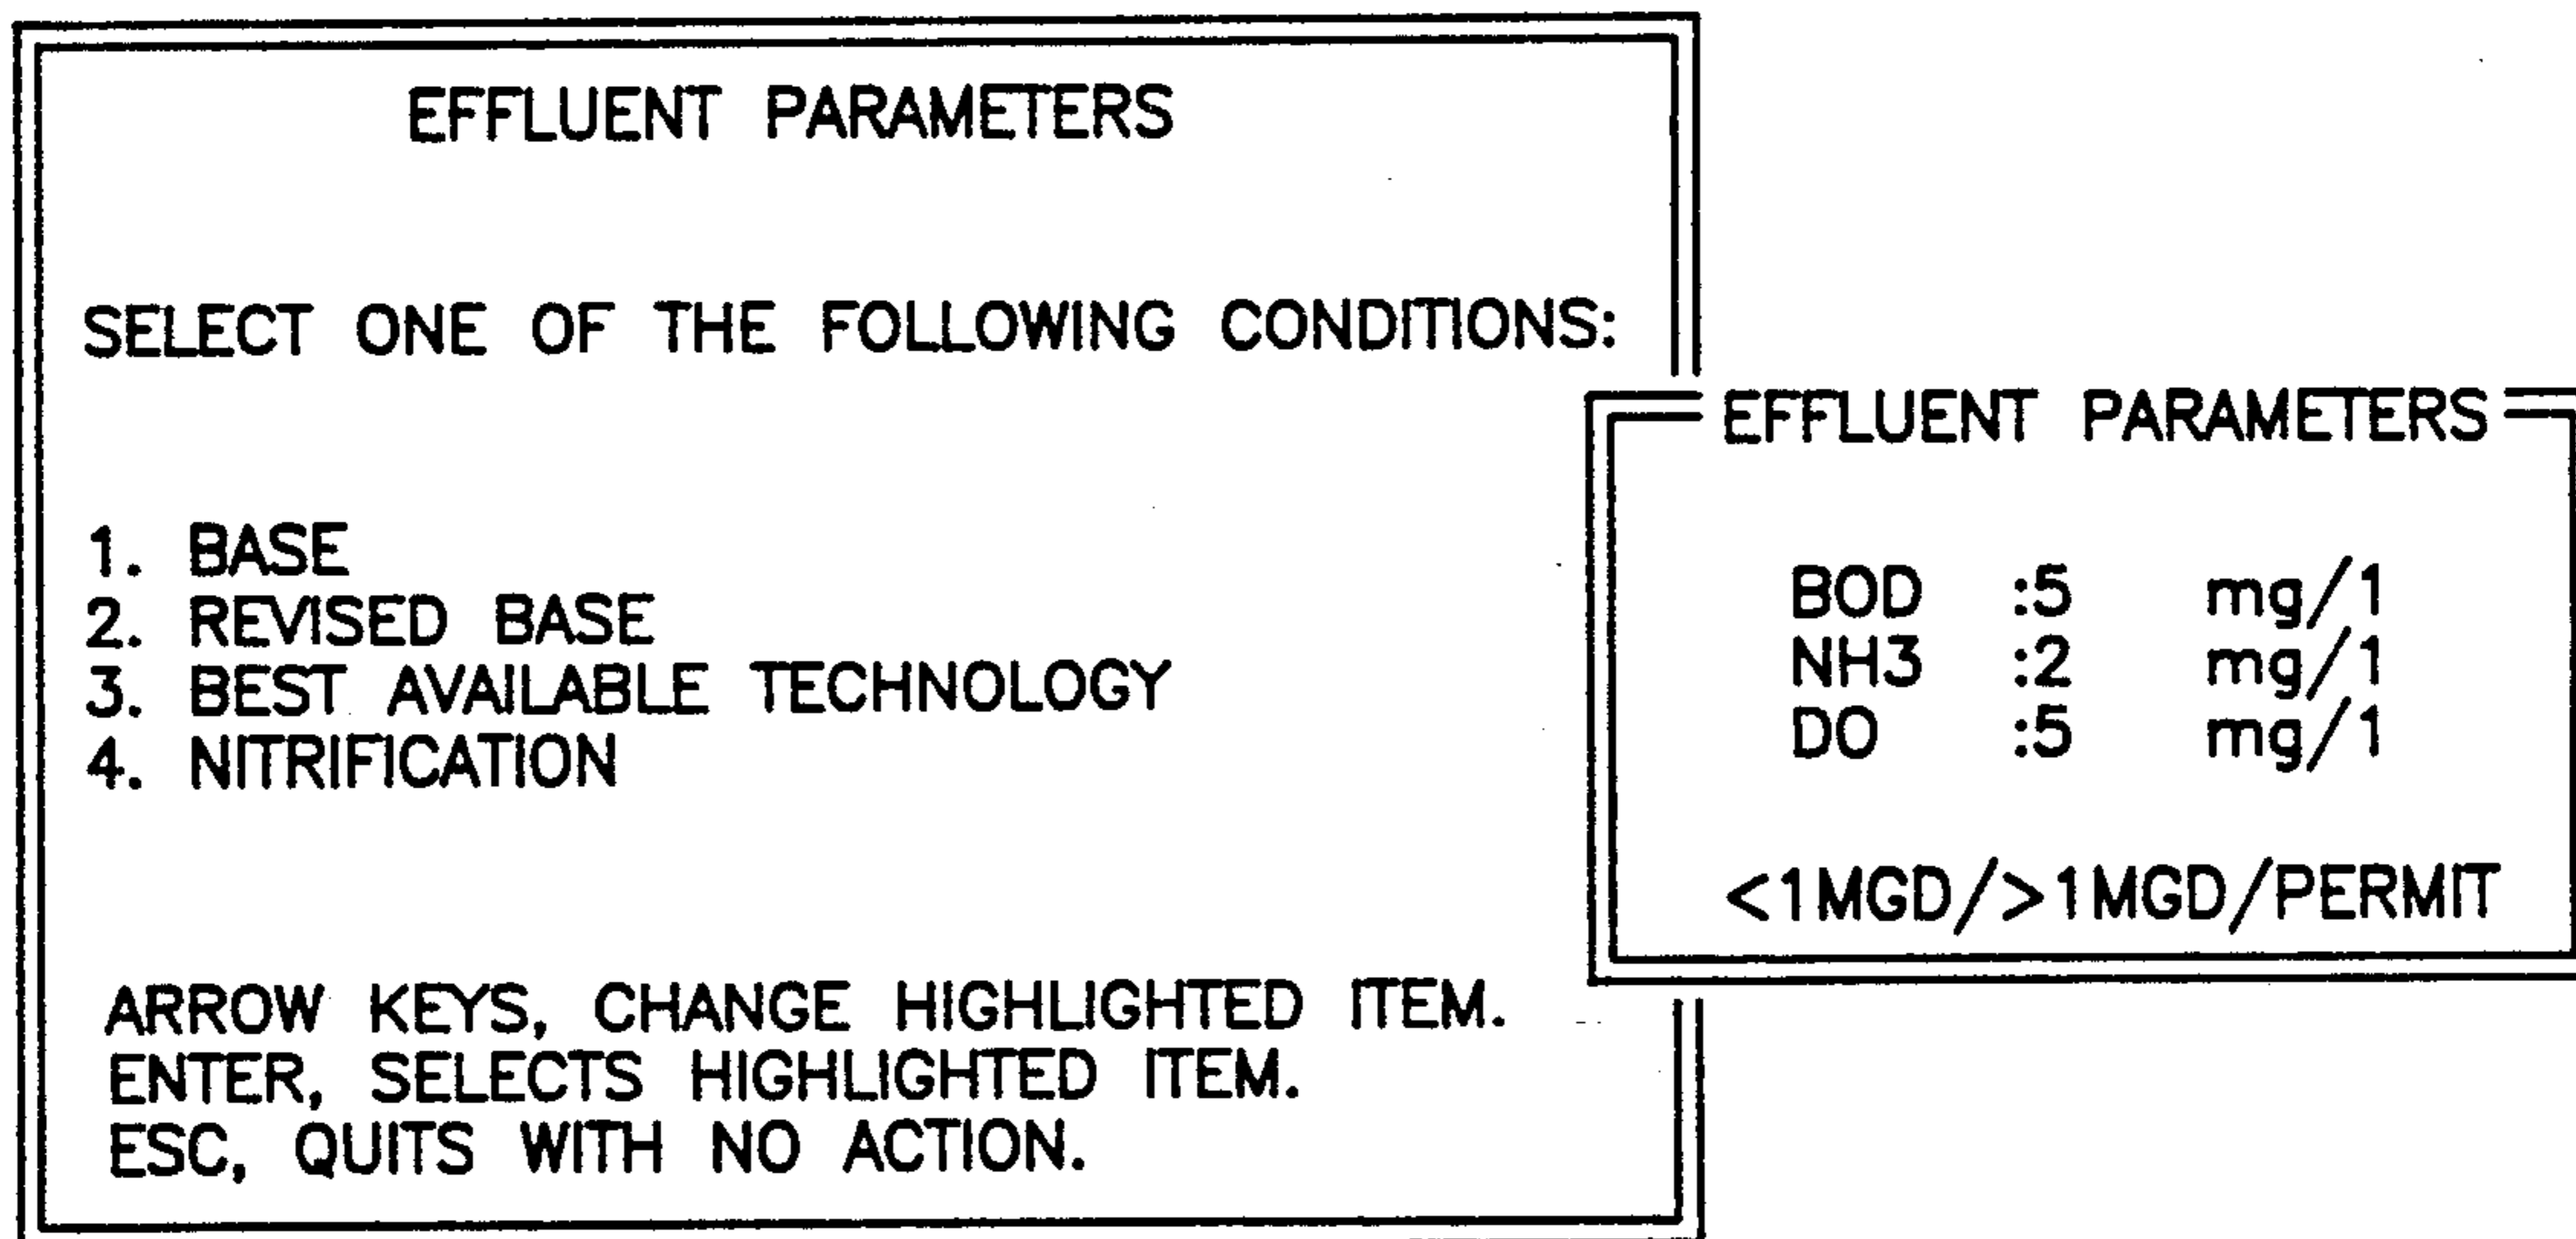 EFFLUENT PARAMETERS
SELECT ONE OF THE FOLLOWING CONDITIONS:
1. BASE
2. REVISED BASE
3. BEST AVAILABLE TECHNOLOGY
4. NITRIFICATION
ARROW KEYS, CHANGE HIGHLIGHTED ITEM.
ENTER, SELECTS HIGHLIGHTED ITEM.
ESC, QUITS WITH NO ACTION.
EFFLUENT PARAMETERS
BOD :5 mg/1
NH3 :2 mg/1
DO :5 mg/1
<1MGD/>1MGD/PERMIT